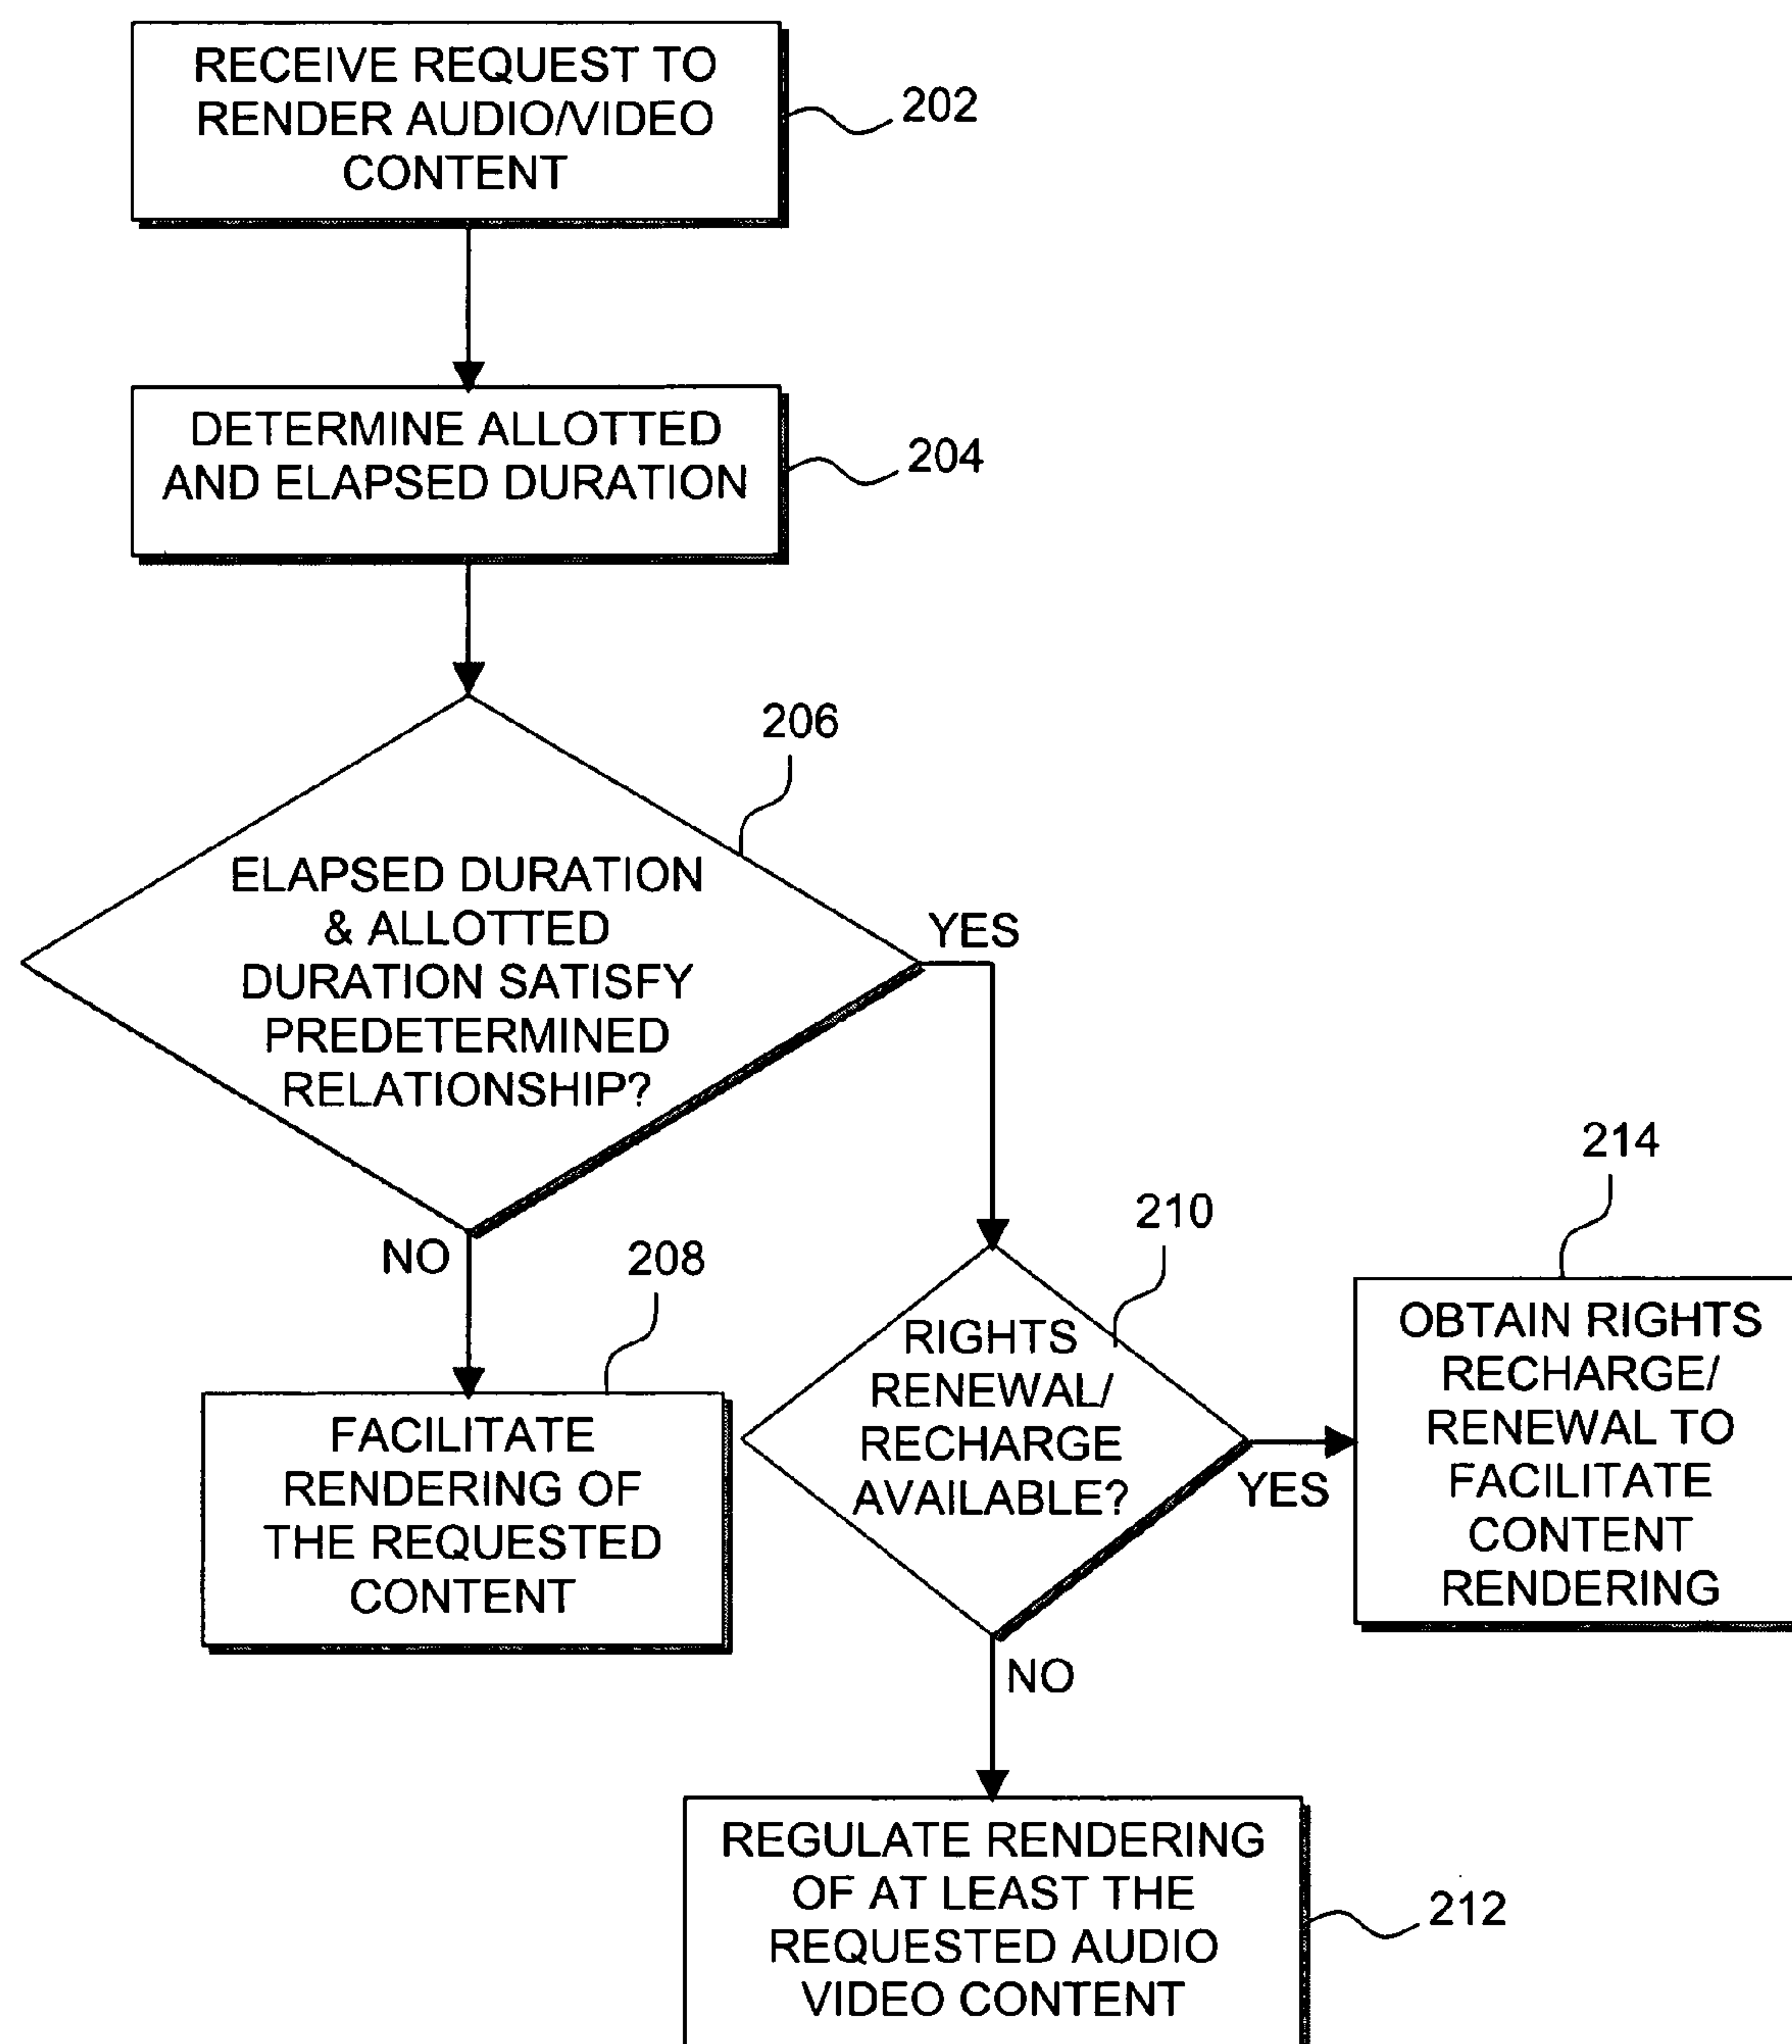 RECEIVE REQUEST TO
RENDER AUDIO/VIDEO
CONTENT
202
DETERMINE ALLOTTED
AND ELAPSED DURATION
204
206
ELAPSED DURATION
& ALLOTTED
DURATION SATISFY
PREDETERMINED
RELATIONSHIP?
YES
NO
208
FACILITATE
RENDERING OF
THE REQUESTED
CONTENT
210
RIGHTS
RENEWAL/
RECHARGE
AVAILABLE?
YES
NO
214
OBTAIN RIGHTS
RECHARGE/
RENEWAL TO
FACILITATE
CONTENT
RENDERING
REGULATE RENDERING
OF AT LEAST THE
REQUESTED AUDIO
VIDEO CONTENT
212